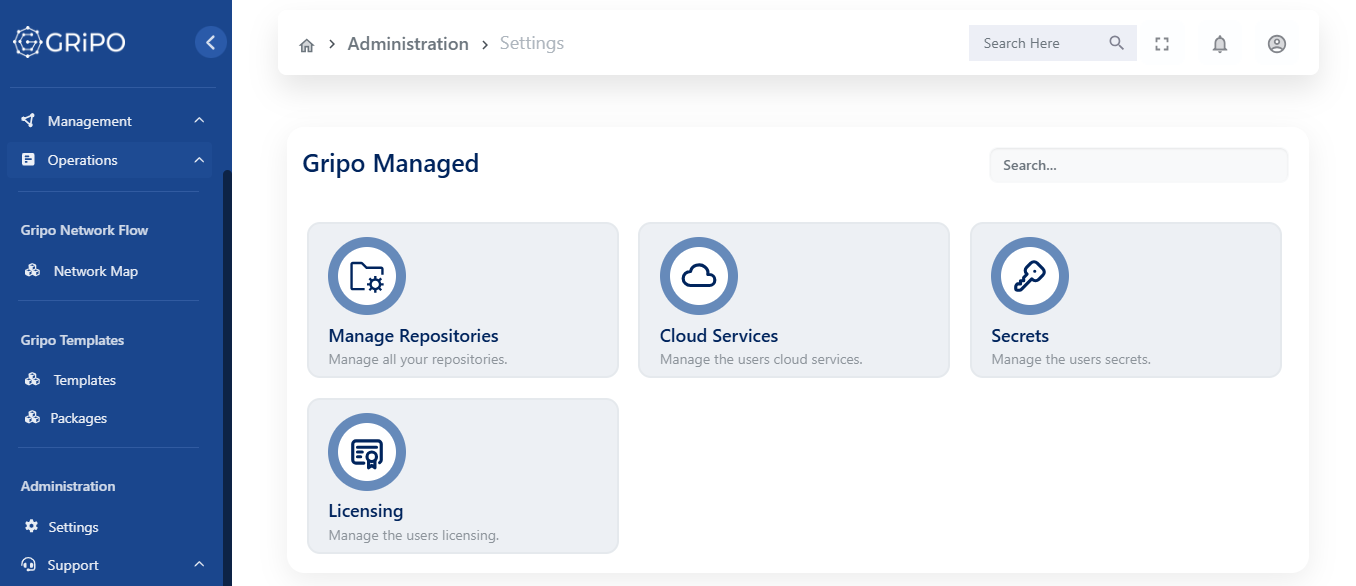 GRiPO
Administration
Settings
Search Here
Management
Operations
Gripo Network Flow
Network Map
Gripo Templates
Templates
Packages
Administration
Settings
Support
Gripo Managed
Search...
Manage Repositories
Manage all your repositories.
Cloud Services
Manage the users cloud services.
Secrets
Manage the users secrets.
Licensing
Manage the users licensing.